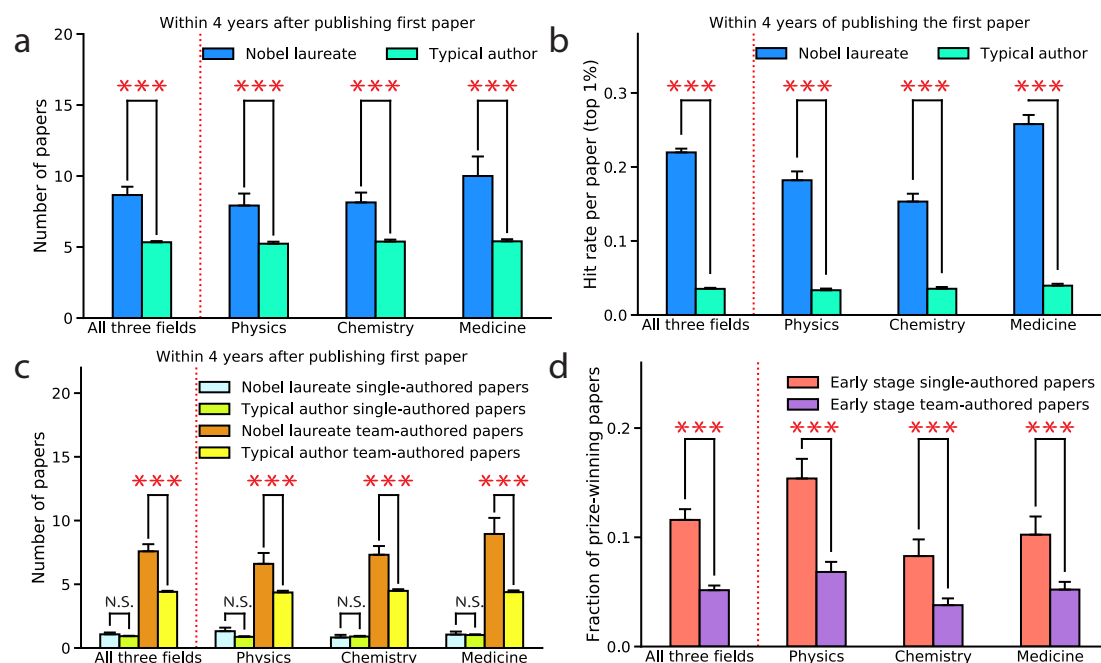 a
Within 4 years after publishing first paper
Nobel laureate
Typical author
Number of papers
20
15
10
5
0
***
***
***
***
All three fields
Physics
Chemistry
Medicine
b
Within 4 years of publishing the first paper
Nobel laureate
Typical author
Hit rate per paper (top 1%)
0.3
0.2
0.1
0.0
***
***
***
***
All three fields
Physics
Chemistry
Medicine
c
Within 4 years after publishing first paper
Nobel laureate single-authored papers
Typical author single-authored papers
Nobel laureate team-authored papers
Typical author team-authored papers
Number of papers
20
15
10
5
0
***
***
***
***
N.S.
N.S.
N.S.
N.S.
All three fields
Physics
Chemistry
Medicine
d
Early stage single-authored papers
Early stage team-authored papers
Fraction of prize-winning papers
0.2
0.1
0.0
***
***
***
***
All three fields
Physics
Chemistry
Medicine